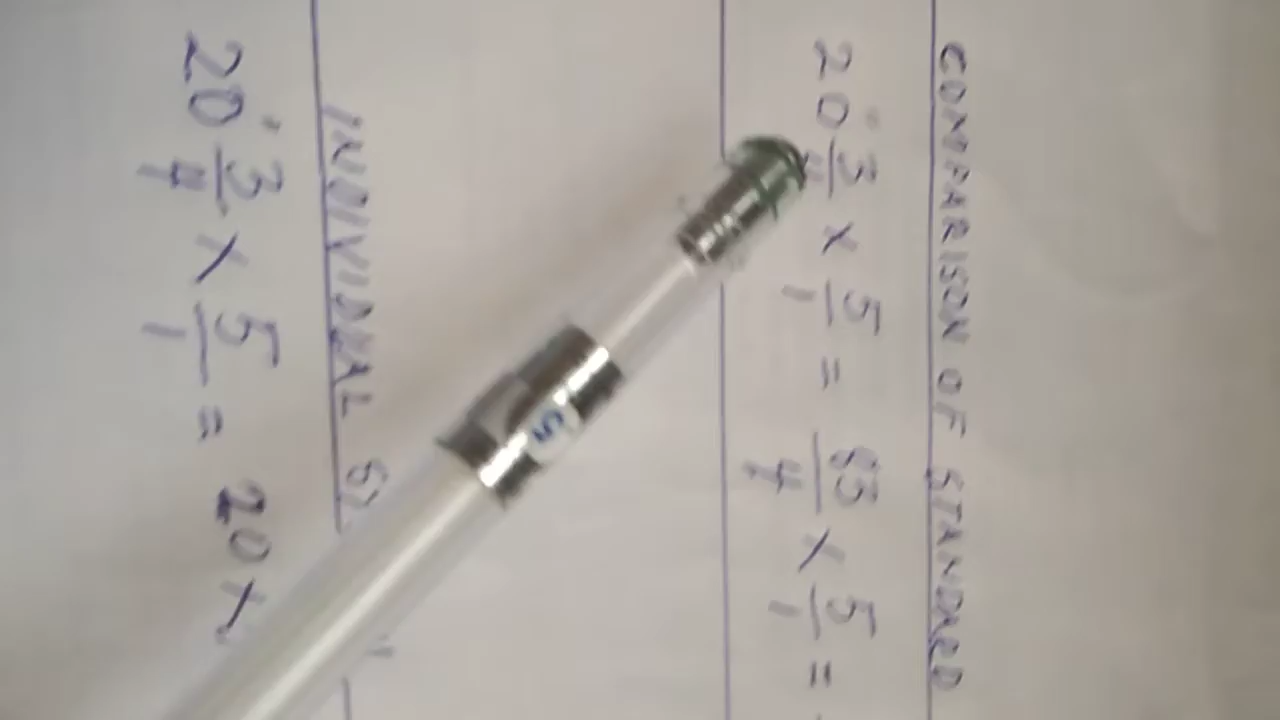 COMPARISON OF STANDARD
20 3/4 x 5/1 = 83/4 x 5/1 =
INDIVIDUAL
20 3/4 x 5/1 = 20 x
5